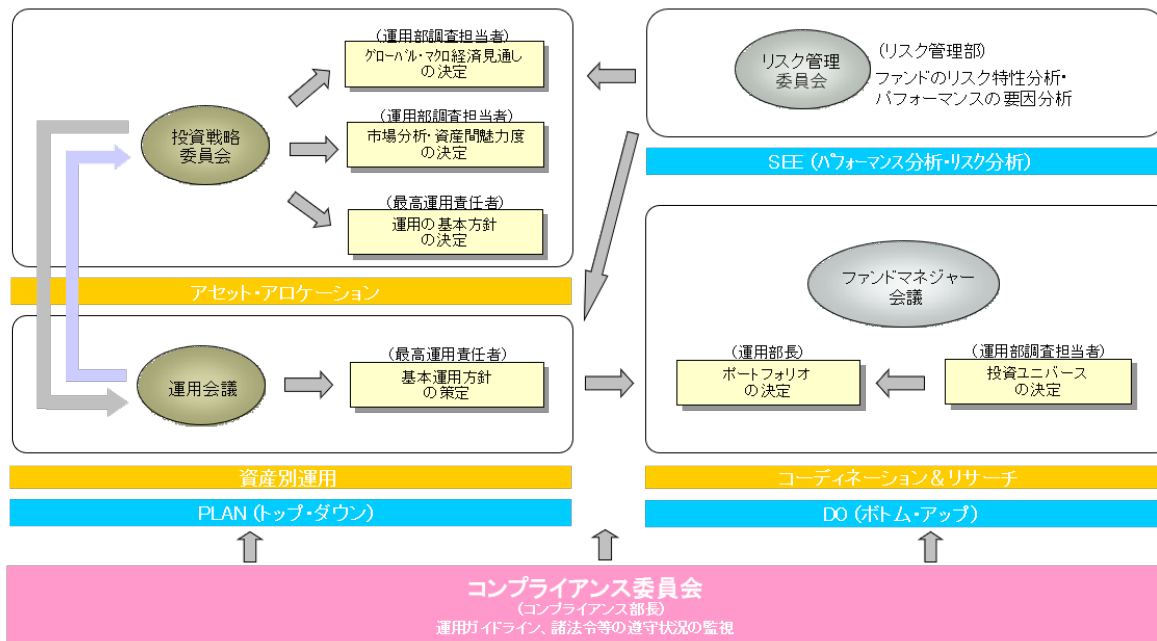 (運用部調査担当者)
グローバル・マクロ経済見通し
の決定
投資戦略
委員会
(運用部調査担当者)
市場分析・資産間魅力度
の決定
(最高運用責任者)
運用の基本方針
の決定
アセット・アロケーション
リスク管理
委員会
(リスク管理部)
ファンドのリスク特性分析・
パフォーマンスの要因分析
SEE (パフォーマンス分析・リスク分析)
運用会議
(最高運用責任者)
基本運用方針
の策定
資産別運用
PLAN (トップ・ダウン)
ファンドマネジャー
会議
(運用部長)
ポートフォリオ
の決定
(運用部調査担当者)
投資ユニバース
の決定
コーディネーション&リサーチ
DO (ボトム・アップ)
コンプライアンス委員会
(コンプライアンス部長)
運用ガイドライン、諸法令等の遵守状況の監視